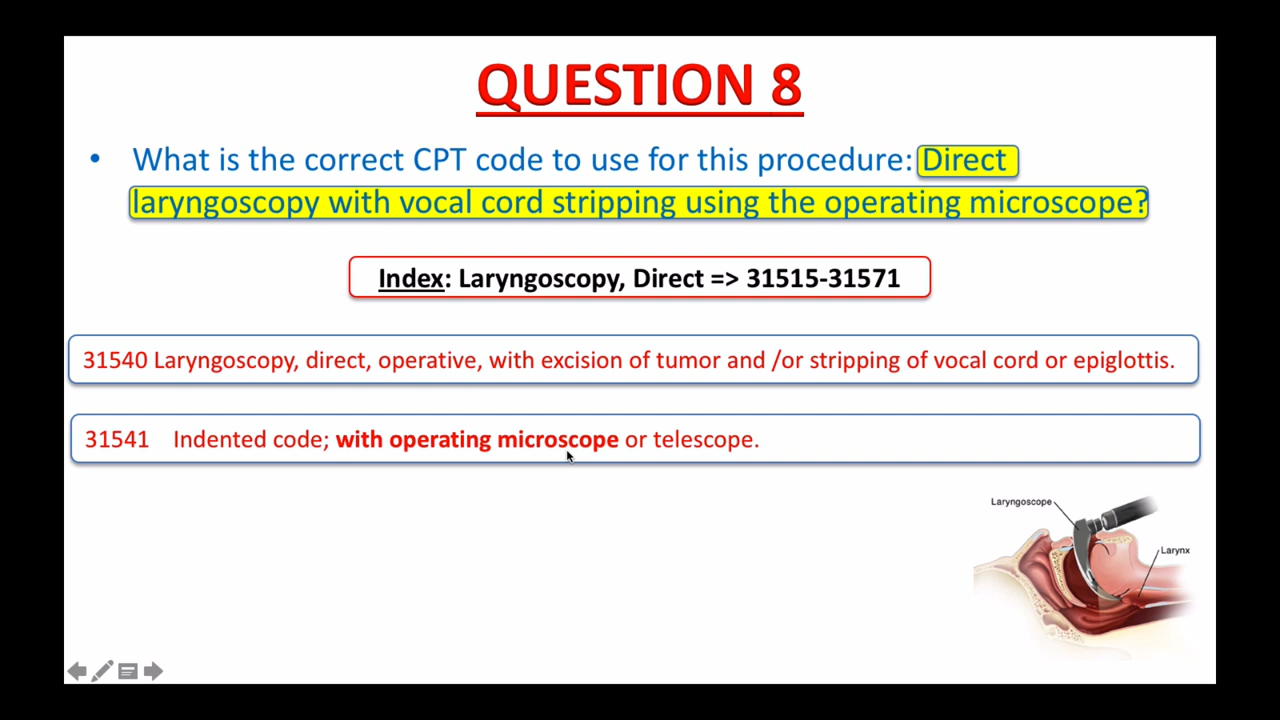 QUESTION 8
• What is the correct CPT code to use for this procedure: Direct
laryngoscopy with vocal cord stripping using the operating microscope?
Index: Laryngoscopy, Direct => 31515-31571
31540 Laryngoscopy, direct, operative, with excision of tumor and /or stripping of vocal cord or epiglottis.
31541 Indented code; with operating microscope or telescope.
Laryngoscope
Larynx